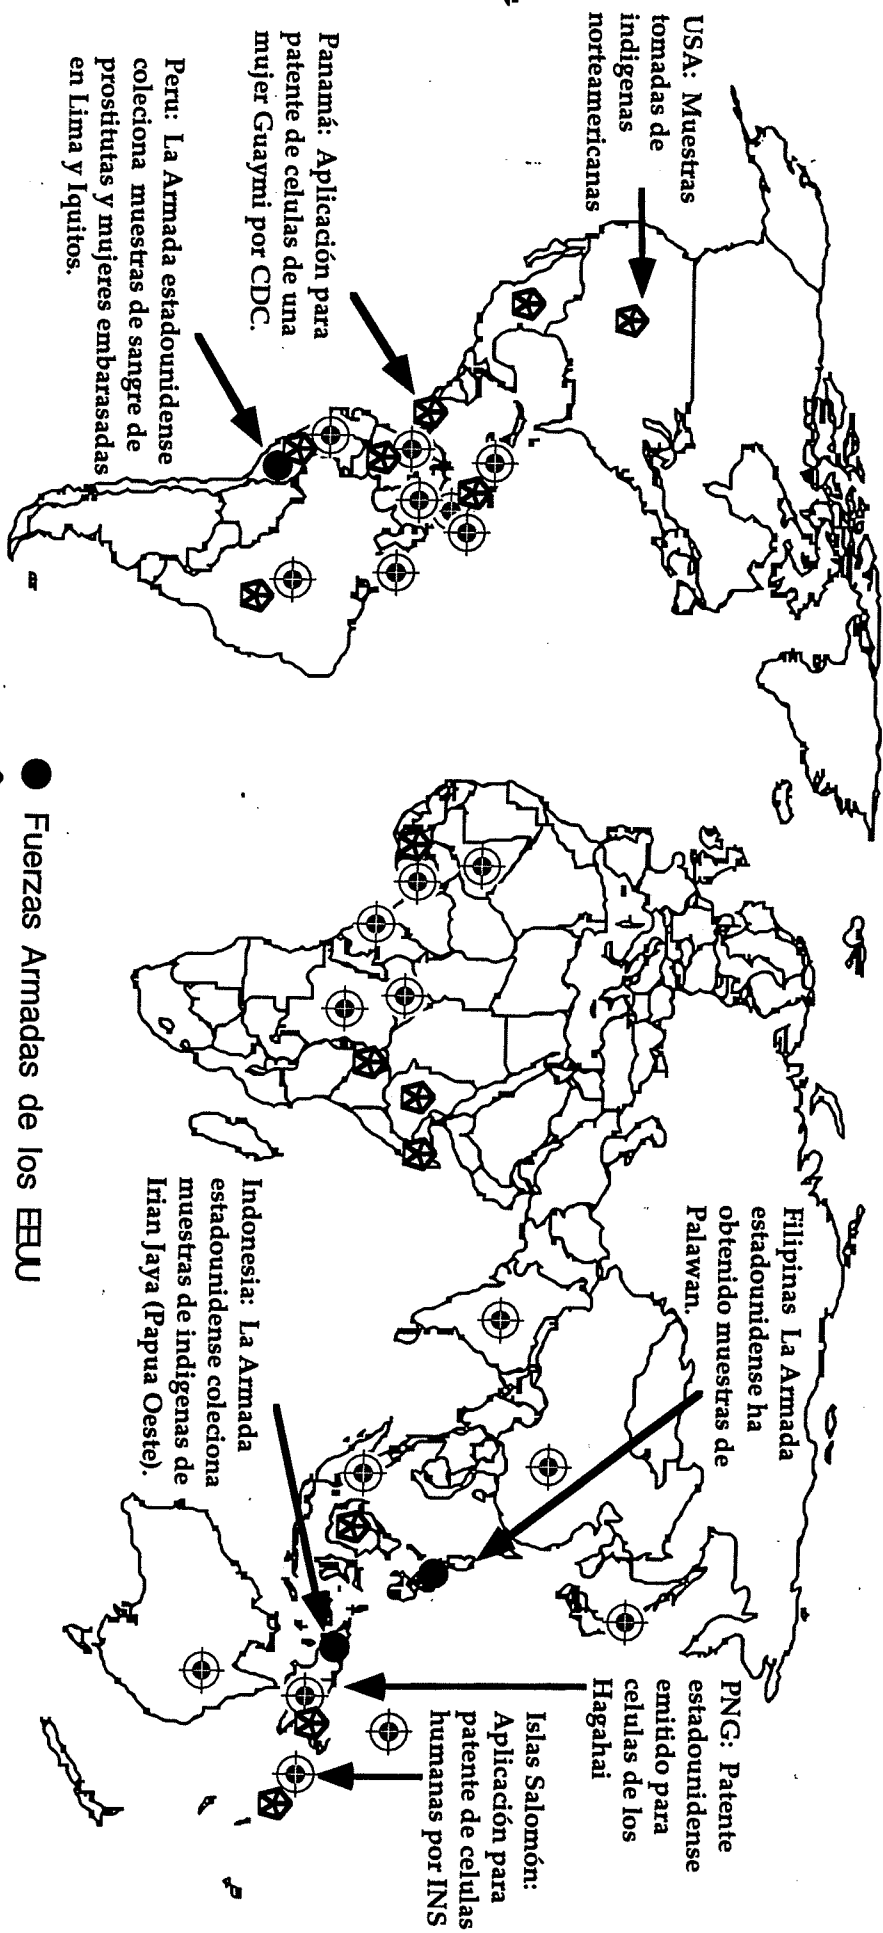 USA: Muestras
tomadas de
indigenas
norteamericanas
Panamá: Aplicación para
patente de celulas de una
mujer Guaymi por CDC.
Peru: La Armada estadounidense
coleciona muestras de sangre de
prostitutas y mujeres embarasadas
en Lima y Iquitos.
Filipinas La Armada
estadounidense ha
obtenido muestras de
Palawan.
Indonesia: La Armada
estadounidense coleciona
muestras de indigenas de
Irian Jaya (Papua Oeste).
PNG: Patente
estadounidense
emitido para
celulas de los
Hagahai
Islas Salomón:
Aplicación para
patente de celulas
humanas por INS
Fuerzas Armadas de los EEUU